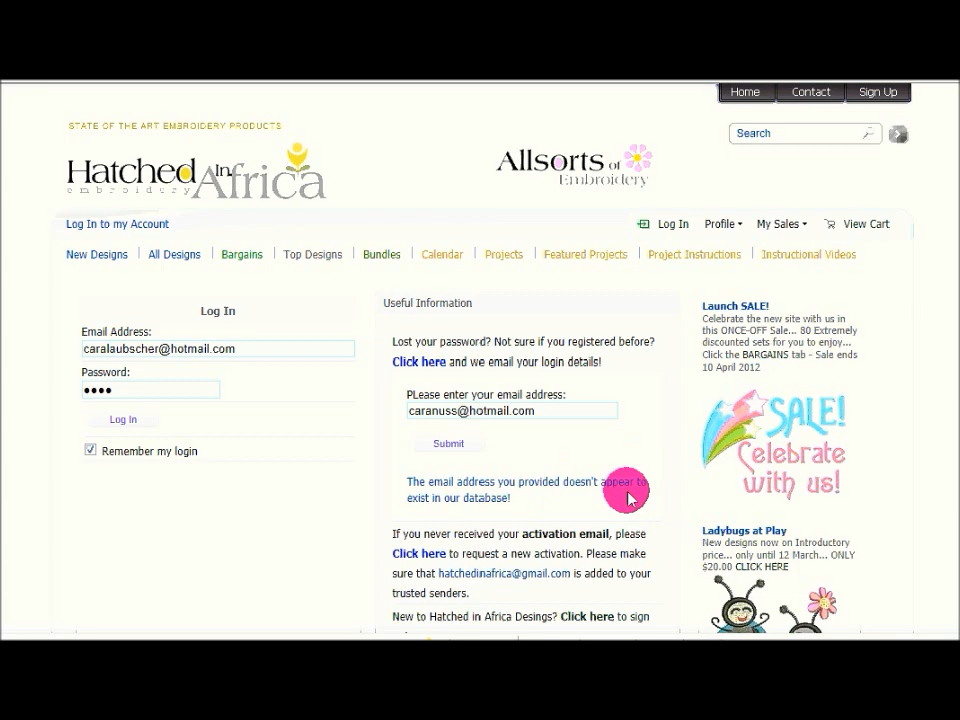 Home Contact Sign Up
STATE OF THE ART EMBROIDERY PRODUCTS
Search
Hatched In Africa
embroidery
Allsorts of
Embroidery
Log In to my Account
Log In Profile My Sales View Cart
New Designs All Designs Bargains Top Designs Bundles Calendar Projects Featured Projects Project Instructions Instructional Videos
Log In
Email Address:
caralaubscher@hotmail.com
Password:
••••
Log In
Remember my login
Useful Information
Lost your password? Not sure if you registered before?
Click here and we email your login details!
PLease enter your email address:
caranuss@hotmail.com
Submit
The email address you provided doesn't appear to
exist in our database!
If you never received your activation email, please
Click here to request a new activation. Please make
sure that hatchedinafrica@gmail.com is added to your
trusted senders.
New to Hatched in Africa Desings? Click here to sign
Launch SALE!
Celebrate the new site with us in
this ONCE-OFF Sale... 80 Extremely
discounted sets for you to enjoy...
Click the BARGAINS tab - Sale ends
10 April 2012
SALE!
Celebrate
with us!
Ladybugs at Play
New designs now on Introductory
price... only until 12 March... ONLY
$20.00 CLICK HERE